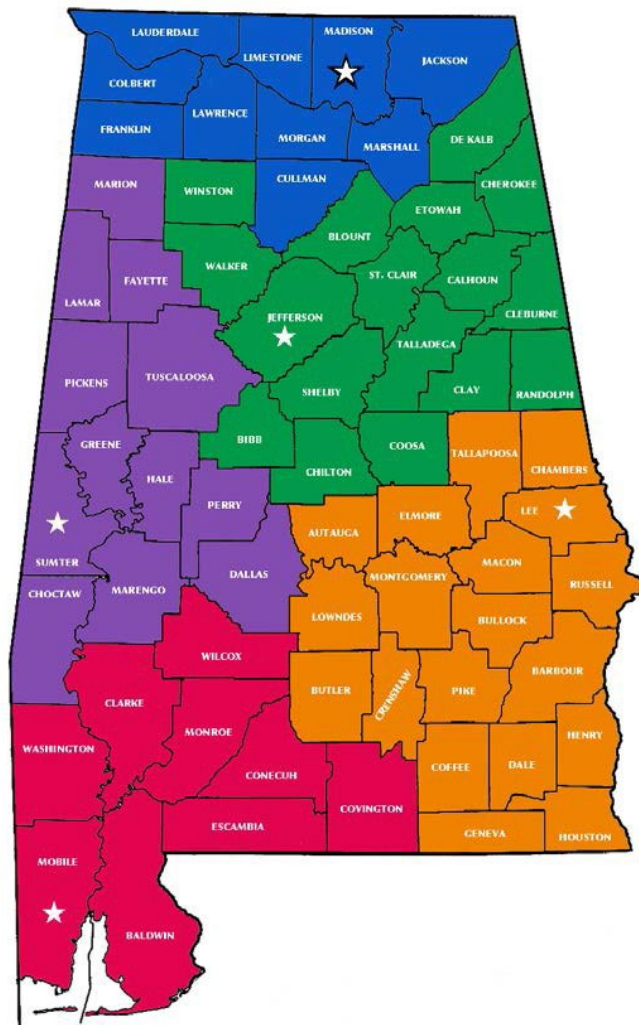 LAUDERDALE
LIMESTONE
MADISON
JACKSON
COLBERT
LAWRENCE
FRANKLIN
MORGAN
MARSHALL
DE KALB
MARION
WINSTON
CULLMAN
CHEROKEE
ETOWAH
BLOUNT
WALKER
ST. CLAIR
CALHOUN
FAYETTE
LAMAR
JEFFERSON
CLEBURNE
TALLADEGA
PICKENS
TUSCALOOSA
SHELBY
CLAY
RANDOLPH
GREENE
BIBB
COOSA
TALLAPOOSA
CHAMBERS
HALE
CHILTON
PERRY
LEE
ELMORE
AUTAUGA
SUMTER
MACON
DALLAS
MONTGOMERY
RUSSELL
CHOCTAW
MARENGO
LOWNDES
BULLOCK
WILCOX
BARBOUR
BUTLER
CRENSHAW
PIKE
CLARKE
MONROE
HENRY
WASHINGTON
CONECUH
COFFEE
DALE
COVINGTON
ESCAMBIA
GENEVA
HOUSTON
MOBILE
BALDWIN